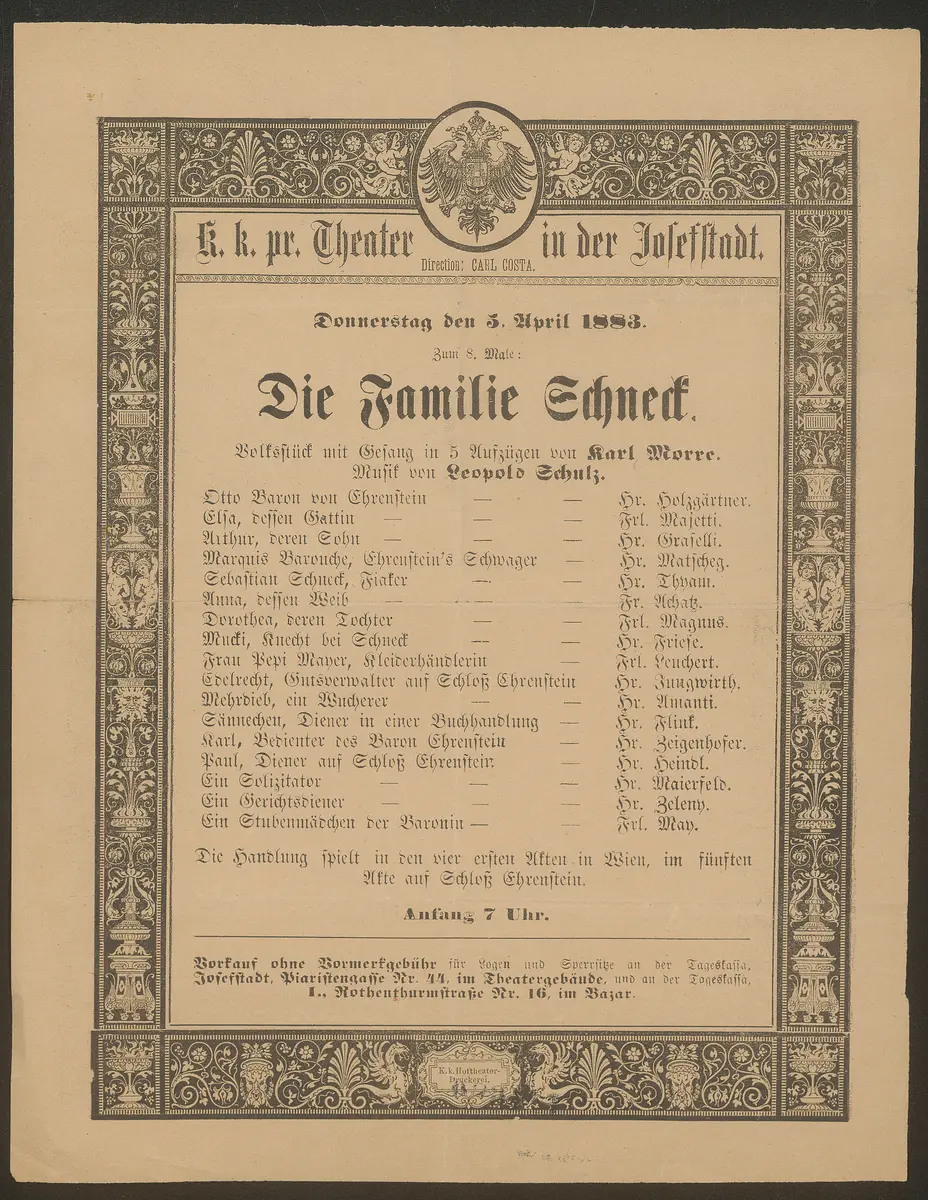 K. k. pr. Theater in der Josefstadt.
Direction: CARL COSTA.
Donnerstag den 5. April 1883.
Zum 8. Male:
Die Familie Schneck.
Volksstück mit Gesang in 5 Aufzügen von Karl Morre.
Musik von Leopold Schulz.
Otto Baron von Ehrenstein — — Hr. Holzgärtner.
Elsa, dessen Gattin — — — Frl. Majetti.
Arthur, deren Sohn — — — Hr. Graselli.
Marquis Barouche, Ehrenstein's Schwager — Hr. Matscheg.
Sebastian Schneck, Fiaker — — Hr. Thyam.
Anna, dessen Weib — — — Fr. Achatz.
Dorothea, deren Tochter — — Frl. Magnus.
Mucki, Knecht bei Schneck — — Hr. Friese.
Frau Pepi Mayer, Kleiderhändlerin — Frl. Leuchert.
Edelrecht, Gutsverwalter auf Schloß Ehrenstein Hr. Jungwirth.
Mehrdieb, ein Wucherer — — Hr. Amanti.
Sännechen, Diener in einer Buchhandlung — Hr. Flink.
Karl, Bedienter des Baron Ehrenstein — Hr. Zeigenhofer.
Paul, Diener auf Schloß Ehrenstein — Hr. Heindl.
Ein Solizitator — — — Hr. Maierfeld.
Ein Gerichtsdiener — — — Hr. Zeleny.
Ein Stubenmädchen der Baronin — — Frl. May.
Die Handlung spielt in den vier ersten Akten in Wien, im fünften
Akte auf Schloß Ehrenstein.
Anfang 7 Uhr.
Vorkauf ohne Vormerkgebühr für Logen und Sperrsitze an der Tageskassa,
Josefstadt, Piaristengasse Nr. 44, im Theatergebäude, und an der Togeskassa,
I., Rothenthurmstraße Nr. 16, im Bazar.
K. k. Hoftheater-
Druckerei.